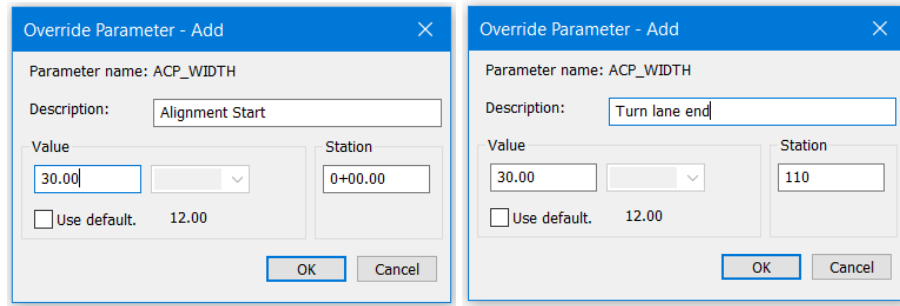 Override Parameter - Add
Parameter name: ACP_WIDTH
Description: Alignment Start
Value Station
30.00 0+00.00
Use default. 12.00
OK Cancel
Override Parameter - Add
Parameter name: ACP_WIDTH
Description: Turn lane end
Value Station
30.00 110
Use default. 12.00
OK Cancel